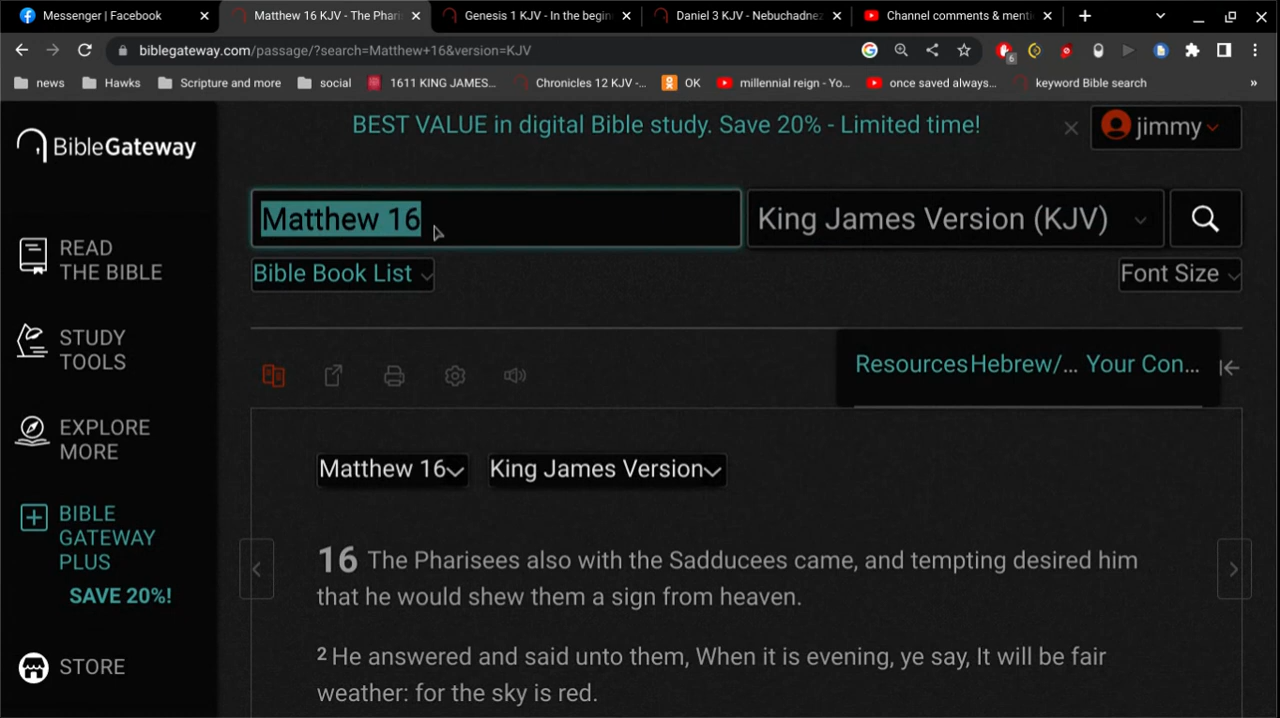 Messenger | Facebook
Matthew 16 KJV - The Phari
Genesis 1 KJV - In the begin
Daniel 3 KJV - Nebuchadnez
Channel comments & menti
biblegateway.com/passage/?search=Matthew+16&version=KJV
6
news
Hawks
Scripture and more
social
1611 KING JAMES...
Chronicles 12 KJV -...
OK
millennial reign - Yo...
once saved always...
keyword Bible search
»
BEST VALUE in digital Bible study. Save 20% - Limited time!
jimmy
BibleGateway
Matthew 16
King James Version (KJV)
Bible Book List
Font Size
READ
THE BIBLE
STUDY
TOOLS
EXPLORE
MORE
BIBLE
GATEWAY
PLUS
SAVE 20%!
STORE
Resources
Hebrew/...
Your Con...
Matthew 16
King James Version
16 The Pharisees also with the Sadducees came, and tempting desired him
that he would shew them a sign from heaven.
2 He answered and said unto them, When it is evening, ye say, It will be fair
weather: for the sky is red.